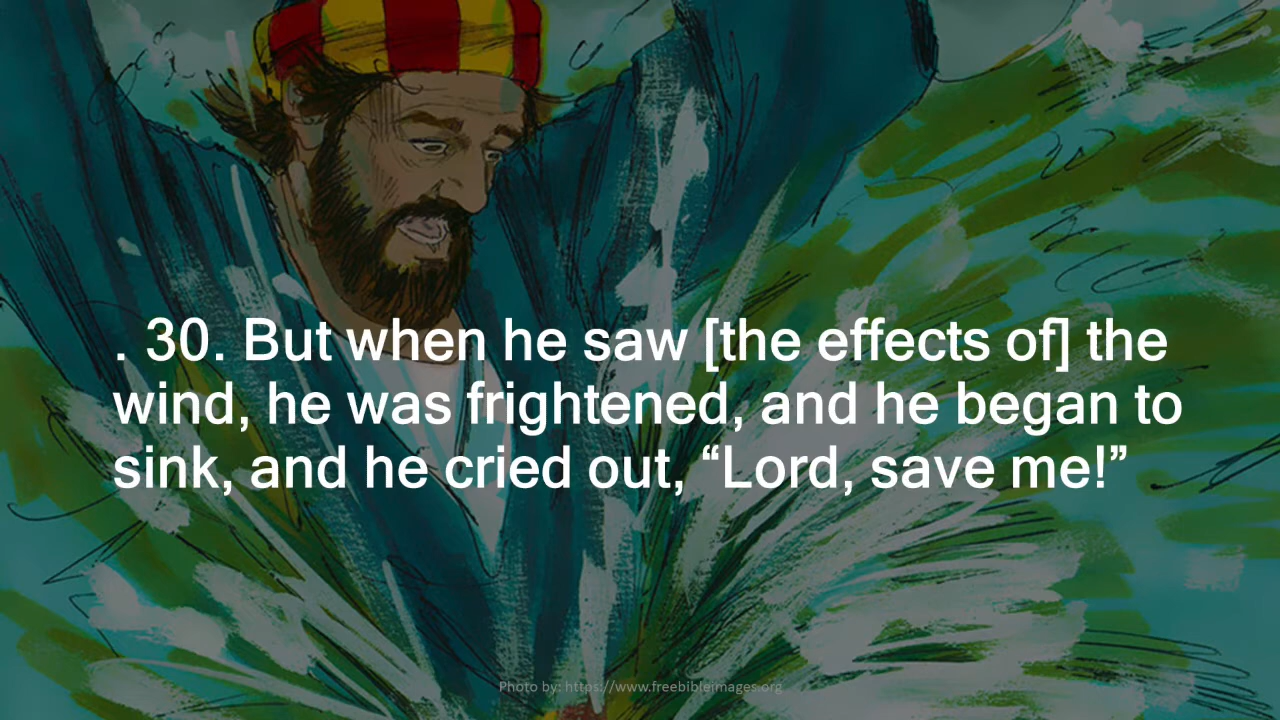 . 30. But when he saw [the effects of] the
wind, he was frightened, and he began to
sink, and he cried out, “Lord, save me!”
Photo by: https://www.freebibleimages.org